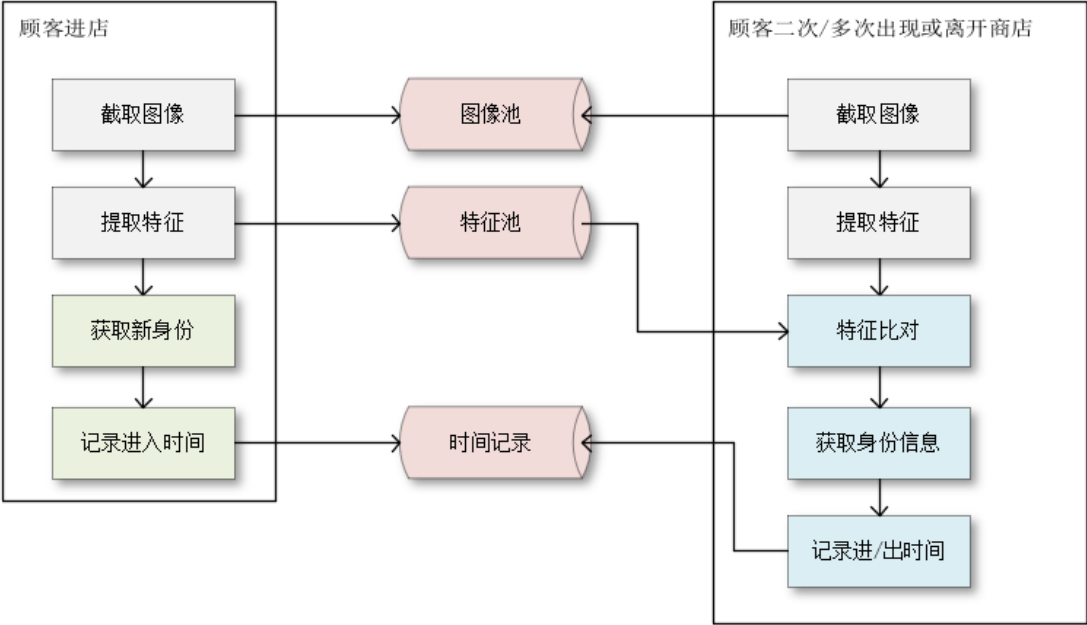 顾客进店
截取图像
提取特征
获取新身份
记录进入时间
图像池
特征池
时间记录
顾客二次/多次出现或离开商店
截取图像
提取特征
特征比对
获取身份信息
记录进/出时间